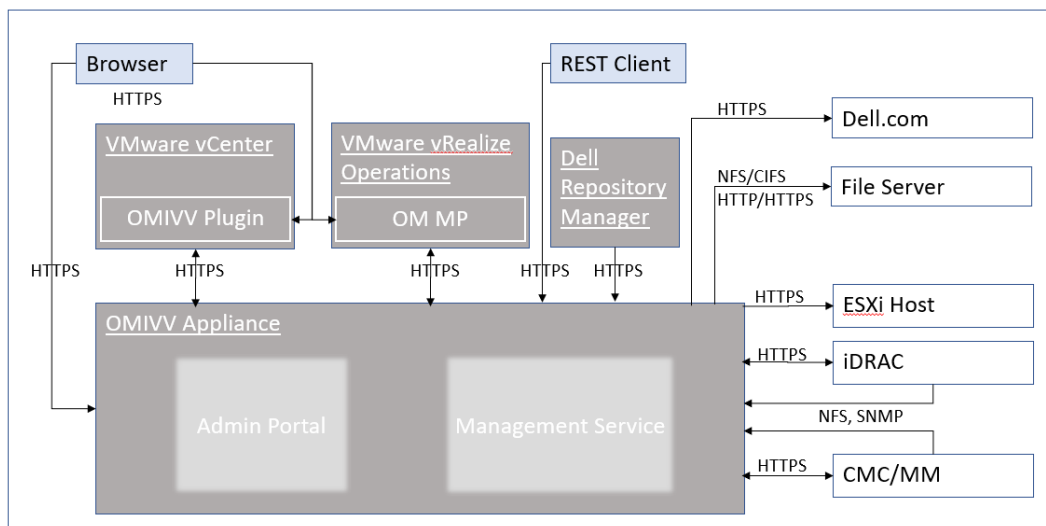 Browser
REST Client
HTTPS
HTTPS
Dell.com
VMware vCenter
VMware vRealize
Operations
Dell
Repository
Manager
NFS/CIFS
HTTP/HTTPS
File Server
OMIVV Plugin
OM MP
HTTPS
HTTPS
HTTPS
HTTPS
HTTPS
HTTPS
ESXi Host
OMIVV Appliance
HTTPS
iDRAC
Admin Portal
Management Service
NFS, SNMP
HTTPS
CMC/MM